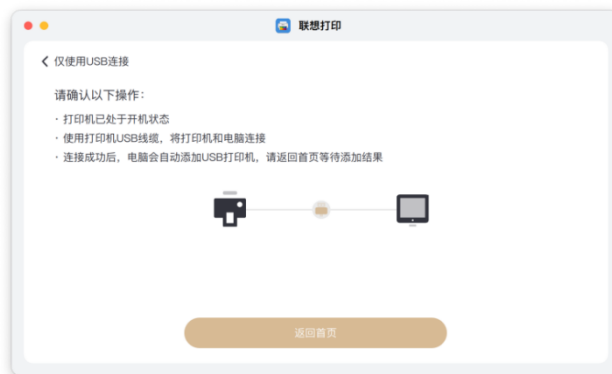 联想打印
仅使用USB连接
请确认以下操作：
· 打印机已处于开机状态
· 使用打印机USB线缆，将打印机和电脑连接
· 连接成功后，电脑会自动添加USB打印机，请返回首页等待添加结果
返回首页